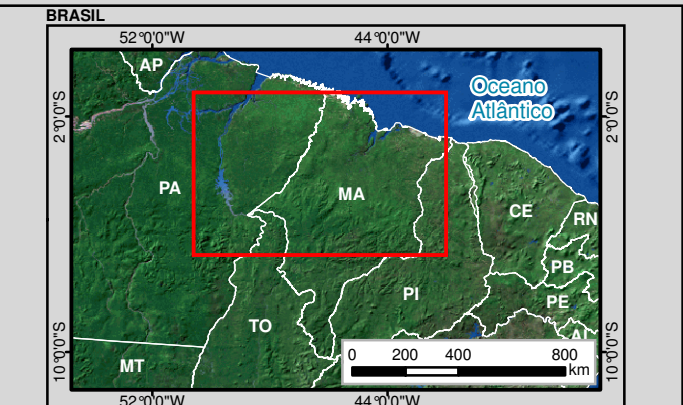 BRASIL
52°0'0"W 44°0'0"W
AP
Oceano
Atlântico
2°0'0"S 2°0'0"S
PA
MA
CE
RN
PB
PI
PE
TO
AL
MT
0 200 400 800
km
10°0'0"S 10°0'0"S
52°0'0"W 44°0'0"W